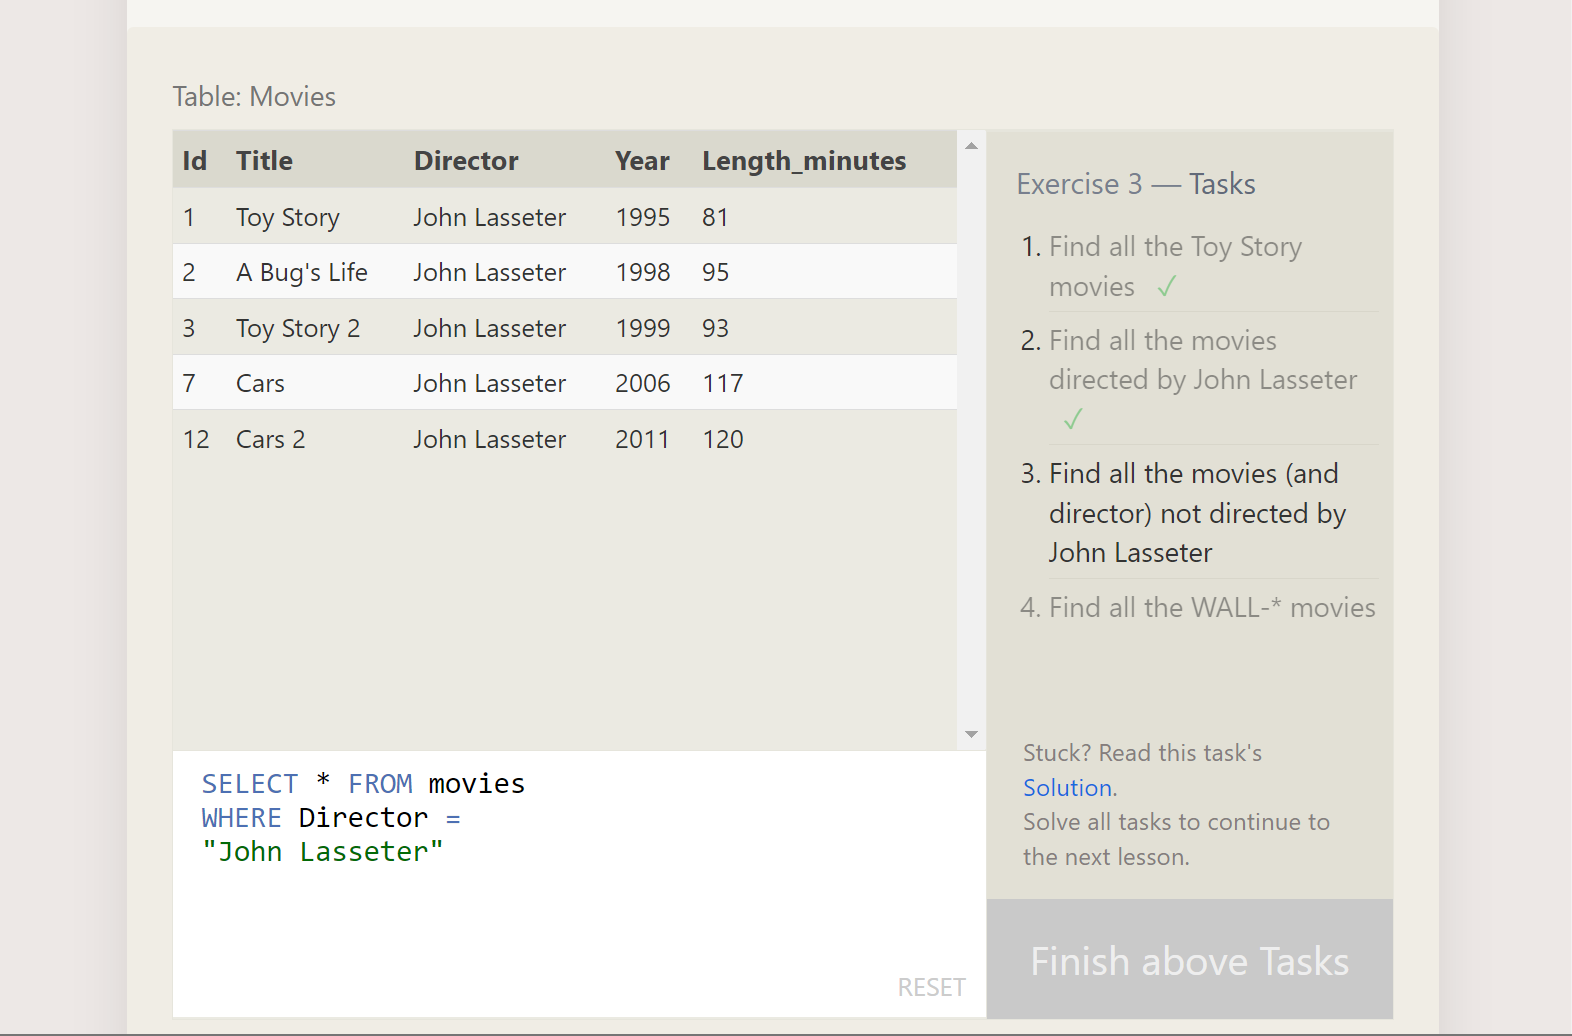 Table: Movies
Id Title Director Year Length_minutes
1 Toy Story John Lasseter 1995 81
2 A Bug's Life John Lasseter 1998 95
3 Toy Story 2 John Lasseter 1999 93
7 Cars John Lasseter 2006 117
12 Cars 2 John Lasseter 2011 120
SELECT * FROM movies
WHERE Director =
"John Lasseter"
RESET
Exercise 3 — Tasks
1. Find all the Toy Story
movies ✓
2. Find all the movies
directed by John Lasseter
✓
3. Find all the movies (and
director) not directed by
John Lasseter
4. Find all the WALL-* movies
Stuck? Read this task's
Solution.
Solve all tasks to continue to
the next lesson.
Finish above Tasks